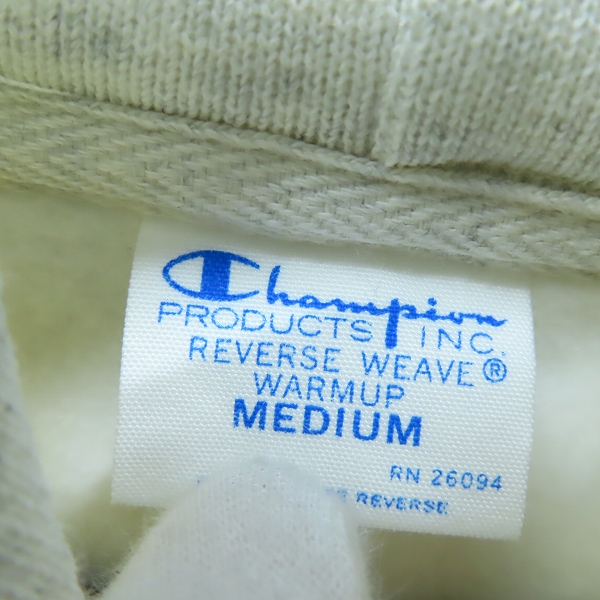 Champion
PRODUCTS INC.
REVERSE WEAVE®
WARMUP
MEDIUM
RN 26094
REVERSE